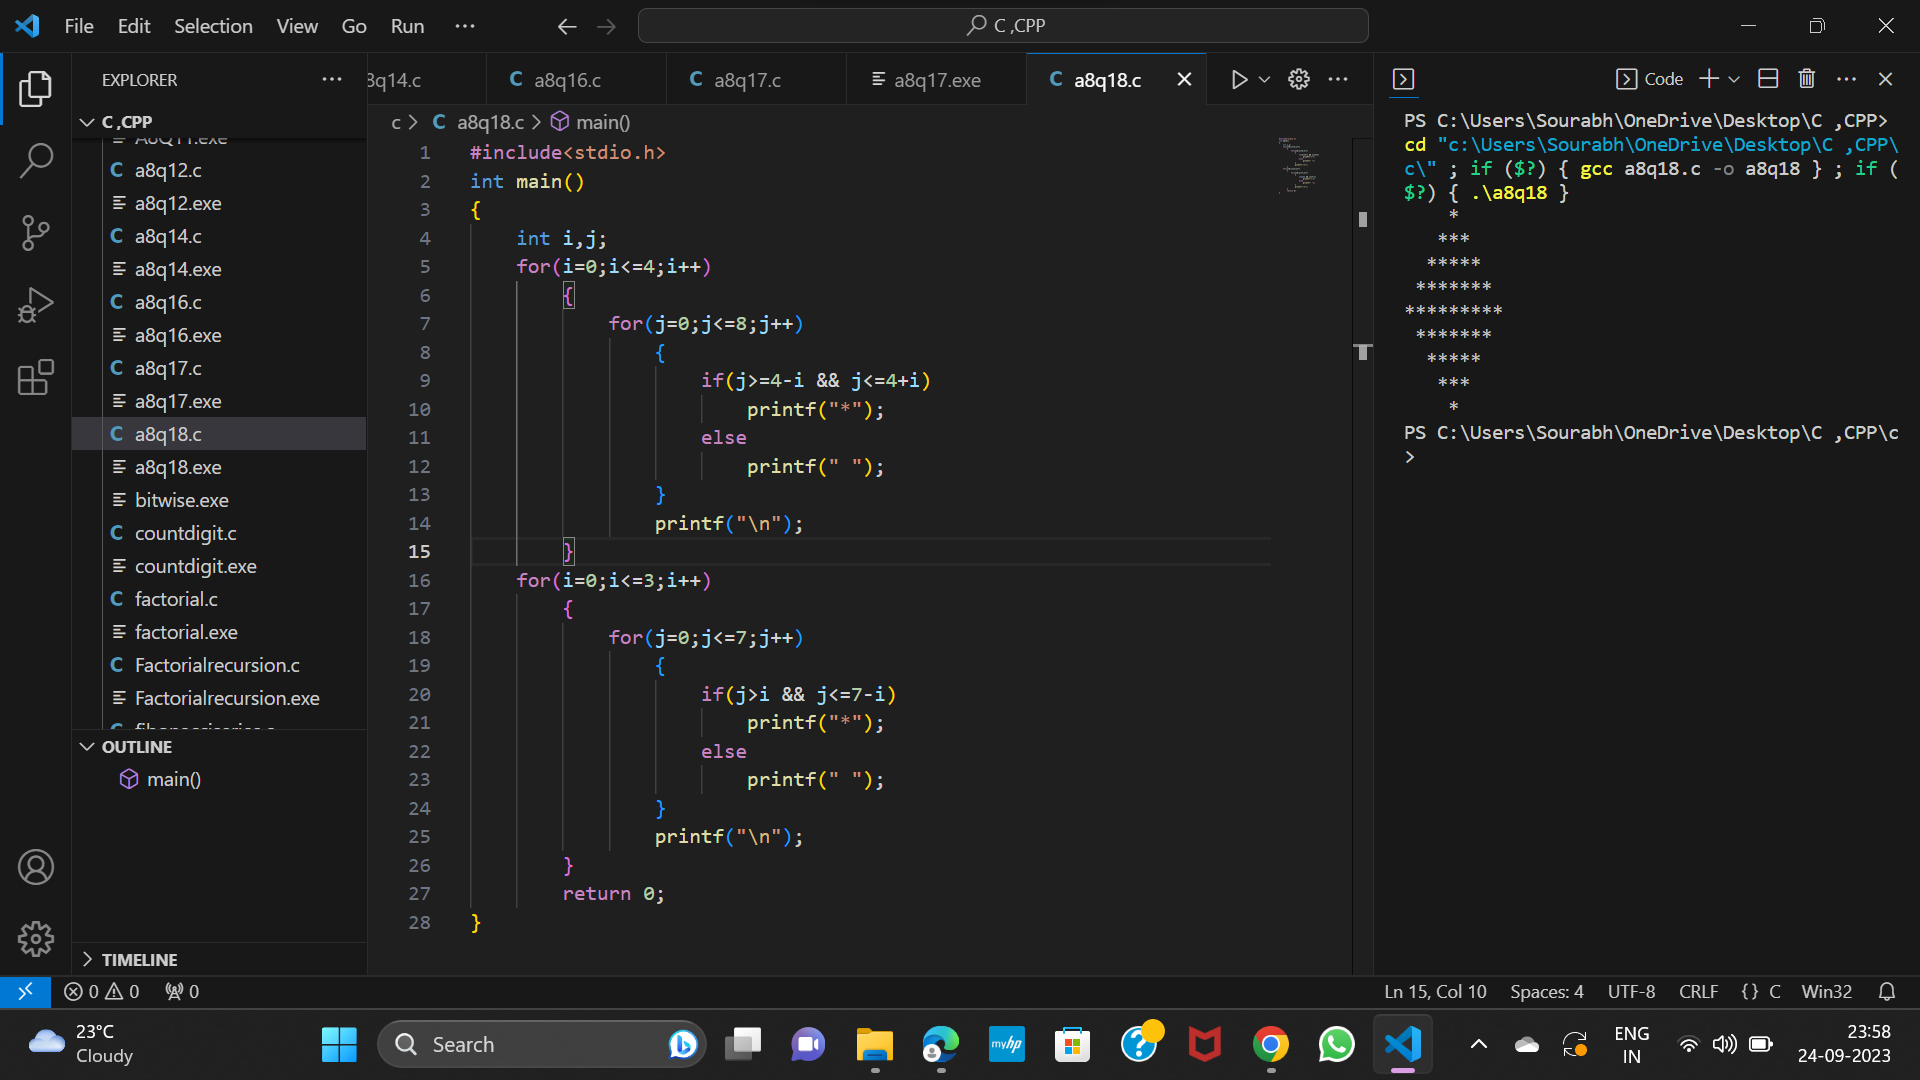 File Edit Selection View Go Run ···
C ,CPP
EXPLORER
C ,CPP
A8Q11.exe
a8q12.c
a8q12.exe
a8q14.c
a8q14.exe
a8q16.c
a8q16.exe
a8q17.c
a8q17.exe
a8q18.c
a8q18.exe
bitwise.exe
countdigit.c
countdigit.exe
factorial.c
factorial.exe
Factorialrecursion.c
Factorialrecursion.exe
OUTLINE
main()
TIMELINE
8q14.c a8q16.c a8q17.c a8q17.exe a8q18.c
c > a8q18.c > main()
1 #include<stdio.h>
2 int main()
3 {
4 int i,j;
5 for(i=0;i<=4;i++)
6 {
7 for(j=0;j<=8;j++)
8 {
9 if(j>=4-i && j<=4+i)
10 printf("*");
11 else
12 printf(" ");
13 }
14 printf("\n");
15 }
16 for(i=0;i<=3;i++)
17 {
18 for(j=0;j<=7;j++)
19 {
20 if(j>i && j<=7-i)
21 printf("*");
22 else
23 printf(" ");
24 }
25 printf("\n");
26 }
27 return 0;
28 }
Code
PS C:\Users\Sourabh\OneDrive\Desktop\C ,CPP>
cd "c:\Users\Sourabh\OneDrive\Desktop\C ,CPP\
c\" ; if ($?) { gcc a8q18.c -o a8q18 } ; if (
$?) { .\a8q18 }
    *
   ***
  *****
 *******
*********
 *******
  *****
   ***
    *
PS C:\Users\Sourabh\OneDrive\Desktop\C ,CPP\c
>
0 0 0
Ln 15, Col 10 Spaces: 4 UTF-8 CRLF {} C Win32
23°C
Cloudy
Search
myhp
ENG
IN
23:58
24-09-2023